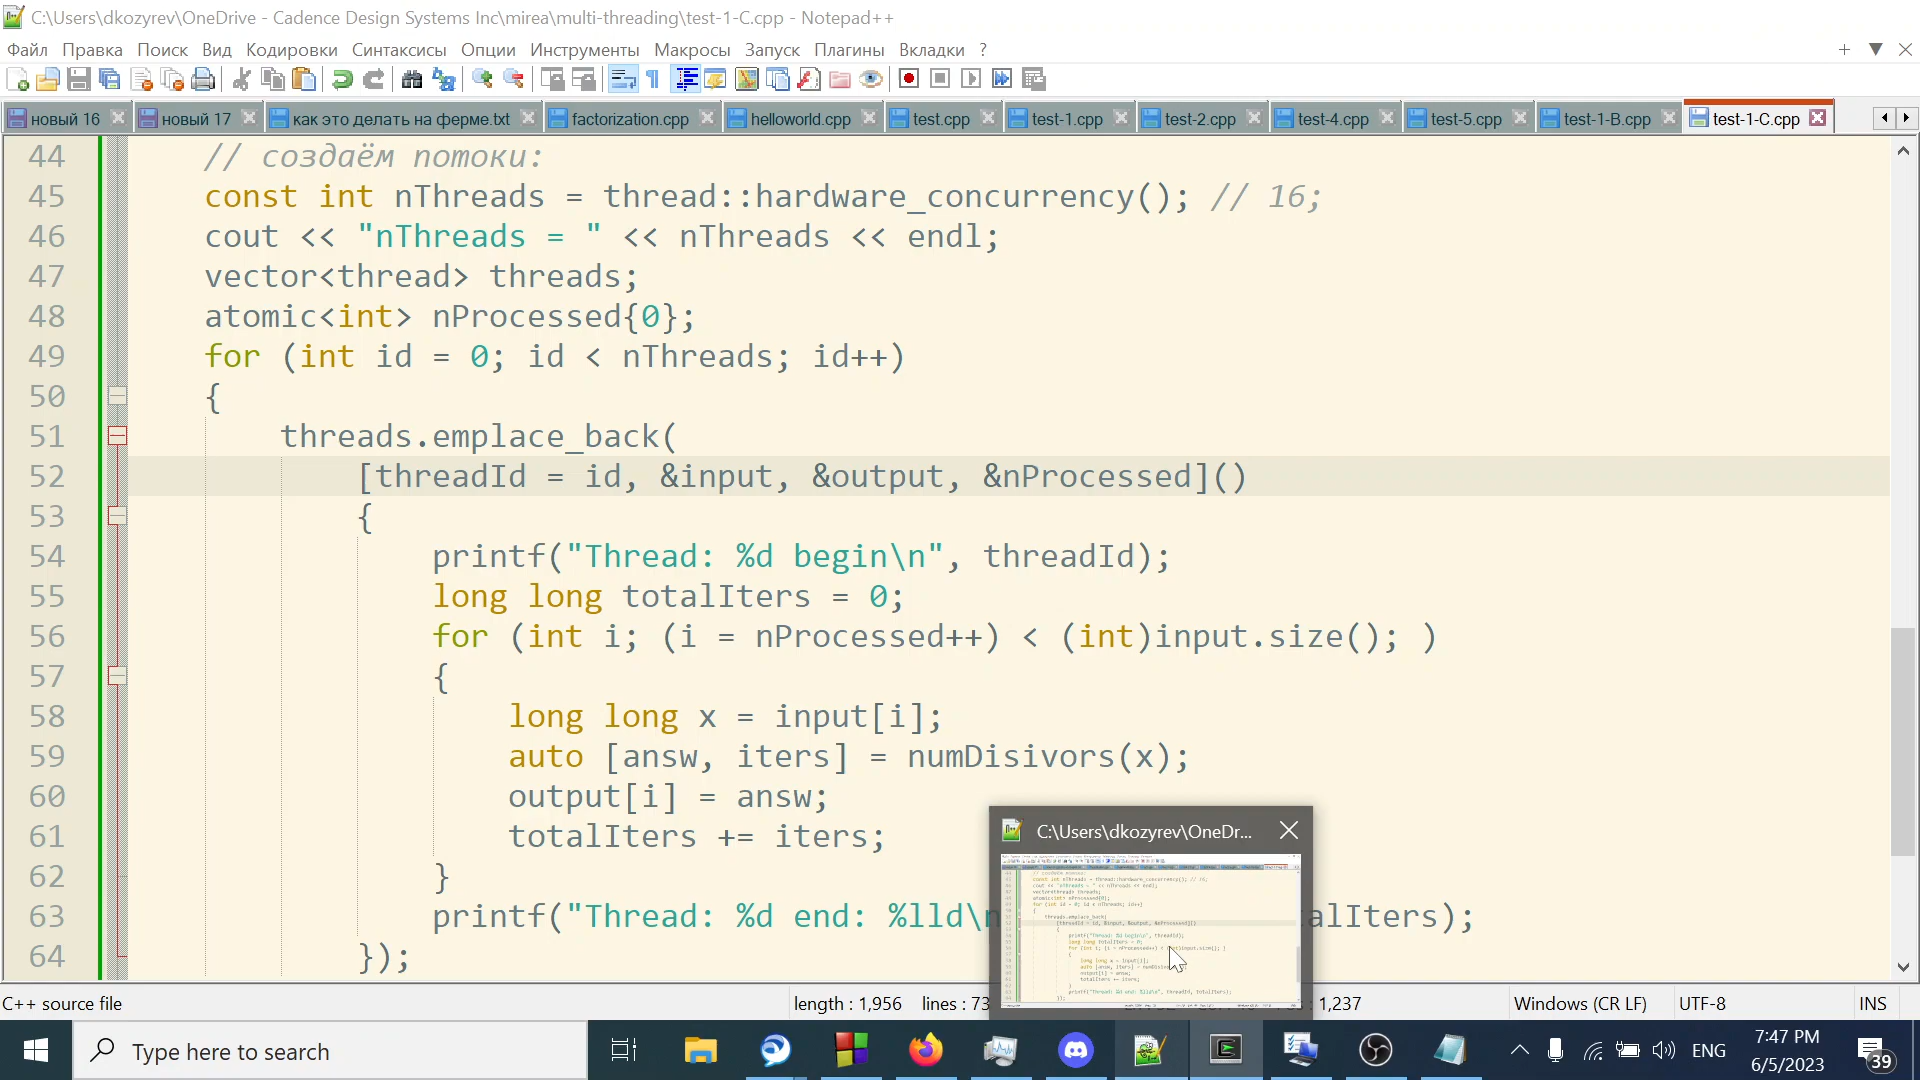 C:\Users\dkozyrev\OneDrive - Cadence Design Systems Inc\mirea\multi-threading\test-1-C.cpp - Notepad++
Файл Правка Поиск Вид Кодировки Синтаксисы Опции Инструменты Макросы Запуск Плагины Вкладки ?
новый 16 новый 17 как это делать на ферме.txt factorization.cpp helloworld.cpp test.cpp test-1.cpp test-2.cpp test-4.cpp test-5.cpp test-1-B.cpp test-1-C.cpp
44 // создаём потоки:
45 const int nThreads = thread::hardware_concurrency(); // 16;
46 cout << "nThreads = " << nThreads << endl;
47 vector<thread> threads;
48 atomic<int> nProcessed{0};
49 for (int id = 0; id < nThreads; id++)
50 {
51 threads.emplace_back(
52 [threadId = id, &input, &output, &nProcessed]()
53 {
54 printf("Thread: %d begin\n", threadId);
55 long long totalIters = 0;
56 for (int i; (i = nProcessed++) < (int)input.size(); )
57 {
58 long long x = input[i];
59 auto [answ, iters] = numDisivors(x);
60 output[i] = answ;
61 totalIters += iters;
62 }
63 printf("Thread: %d end: %lld\n alIters);
64 });
C:\Users\dkozyrev\OneDr...
C++ source file length : 1,956 lines : 73 1,237 Windows (CR LF) UTF-8 INS
Type here to search ENG 7:47 PM
6/5/2023 39